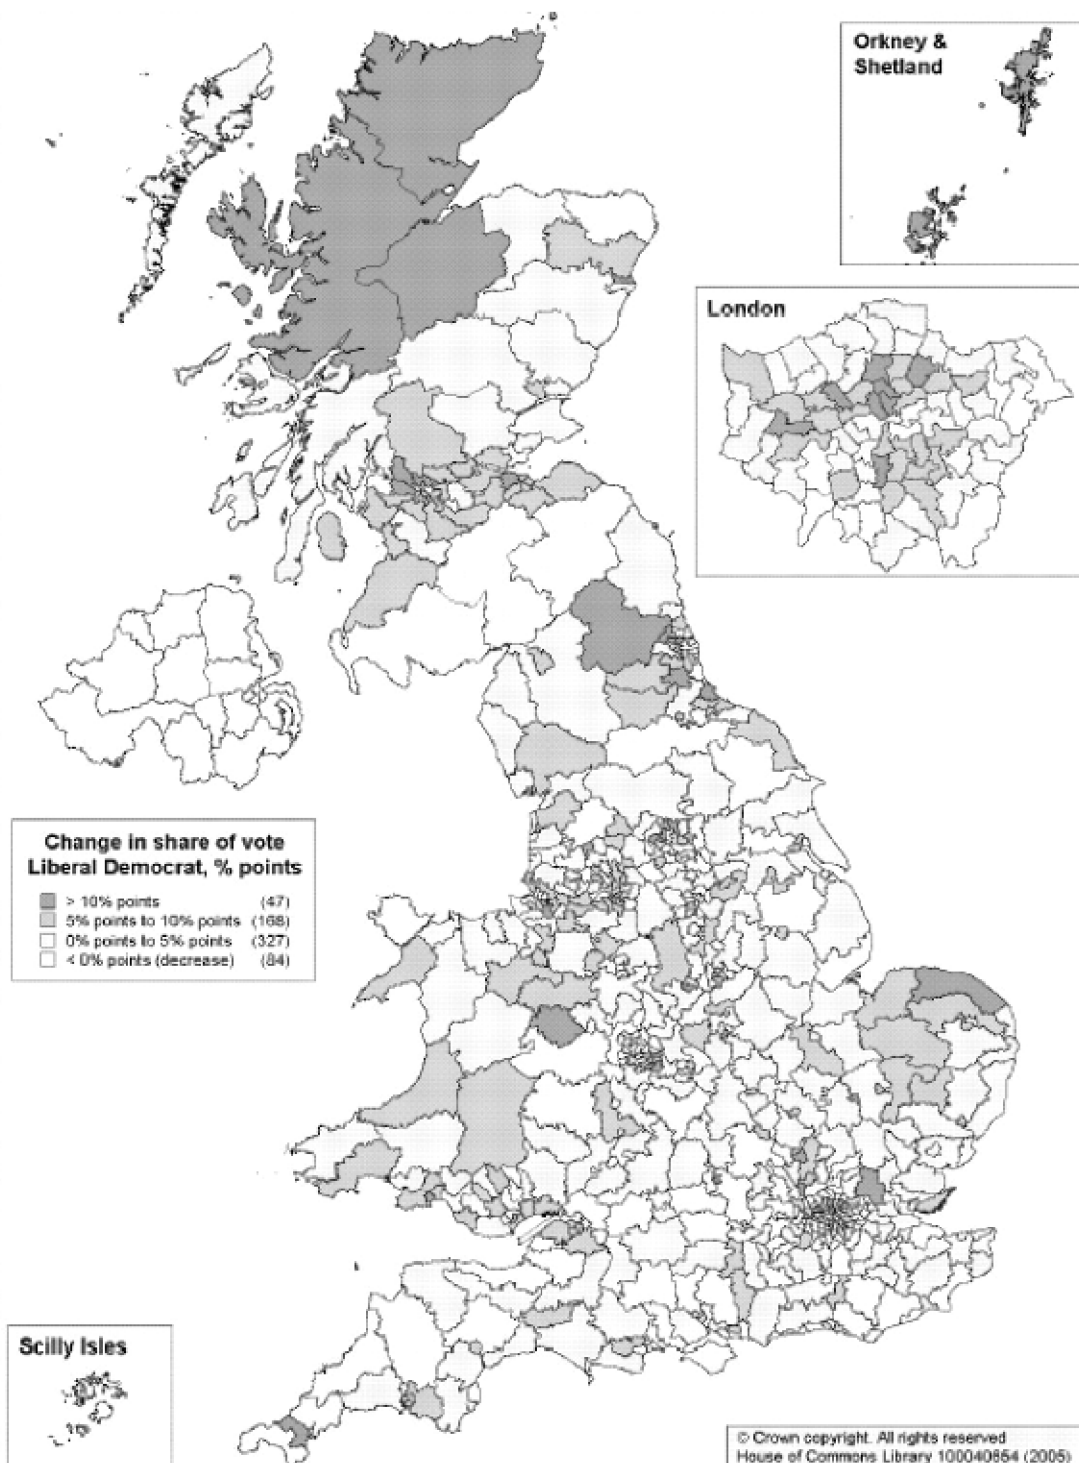 Orkney &
Shetland
London
Change in share of vote
Liberal Democrat, % points
> 10% points (47)
5% points to 10% points (168)
0% points to 5% points (327)
< 0% points (decrease) (84)
Scilly Isles
© Crown copyright. All rights reserved
House of Commons Library 100040654 (2005)